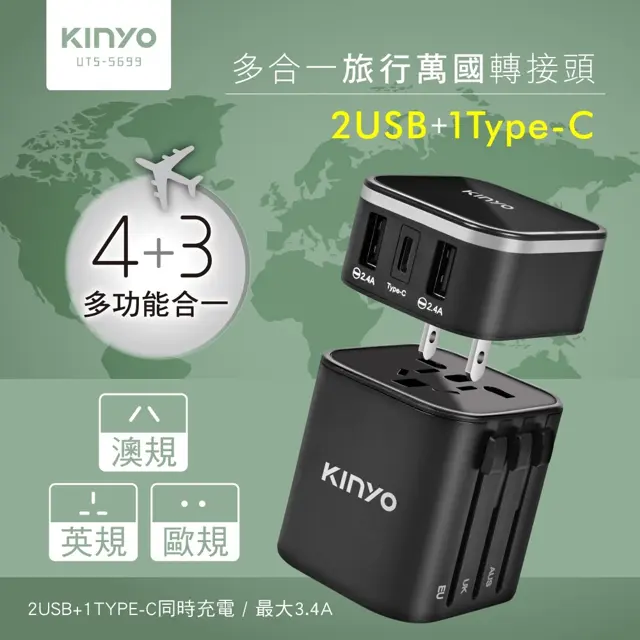 KINYO
UTS-5699
多合一旅行萬國轉接頭
2USB+1Type-C
4+3
多功能合一
KINYO
2.4A
Type-C
2.4A
澳規
英規
歐規
KINYO
EU
UK
AUS
2USB+1TYPE-C同時充電 / 最大3.4A